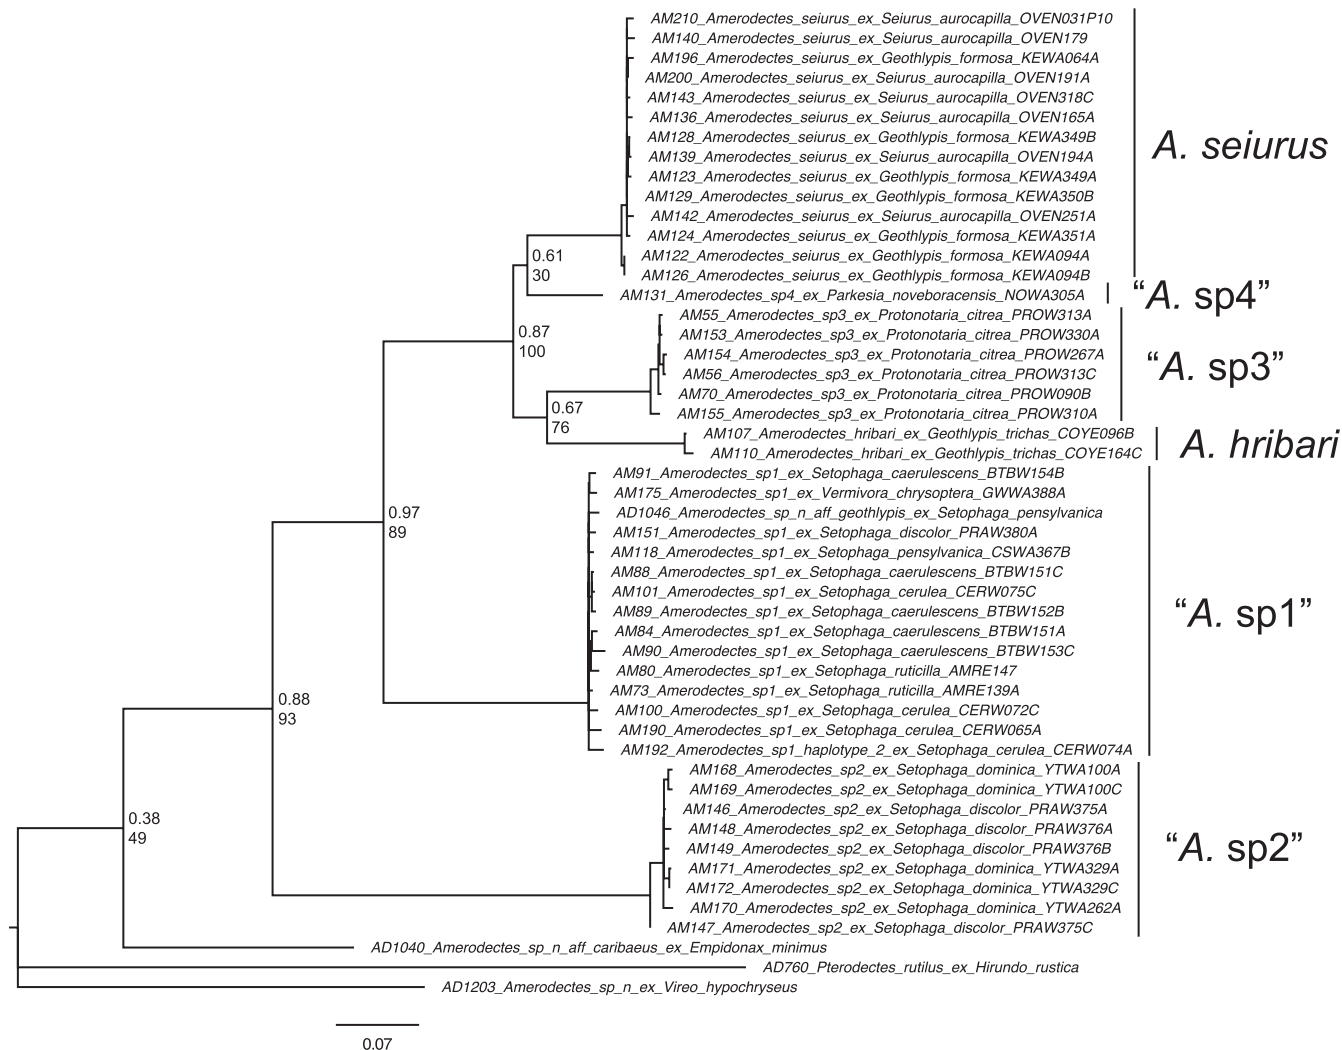 AM210_Amerodectes_seiurus_ex_Seiurus_aurocapilla_OVEN031P10
AM140_Amerodectes_seiurus_ex_Seiurus_aurocapilla_OVEN179
AM196_Amerodectes_seiurus_ex_Geothlypis_formosa_KEWA064A
AM200_Amerodectes_seiurus_ex_Seiurus_aurocapilla_OVEN191A
AM143_Amerodectes_seiurus_ex_Seiurus_aurocapilla_OVEN318C
AM136_Amerodectes_seiurus_ex_Seiurus_aurocapilla_OVEN165A
AM128_Amerodectes_seiurus_ex_Geothlypis_formosa_KEWA349B
AM139_Amerodectes_seiurus_ex_Seiurus_aurocapilla_OVEN194A
AM123_Amerodectes_seiurus_ex_Geothlypis_formosa_KEWA349A
AM129_Amerodectes_seiurus_ex_Geothlypis_formosa_KEWA350B
AM142_Amerodectes_seiurus_ex_Seiurus_aurocapilla_OVEN251A
AM124_Amerodectes_seiurus_ex_Geothlypis_formosa_KEWA351A
AM122_Amerodectes_seiurus_ex_Geothlypis_formosa_KEWA094A
AM126_Amerodectes_seiurus_ex_Geothlypis_formosa_KEWA094B
A. seiurus
0.61
30
AM131_Amerodectes_sp4_ex_Parkesia_noveboracensis_NOWA305A
“A. sp4”
0.87
100
AM55_Amerodectes_sp3_ex_Protonotaria_citrea_PROW313A
AM153_Amerodectes_sp3_ex_Protonotaria_citrea_PROW330A
AM154_Amerodectes_sp3_ex_Protonotaria_citrea_PROW267A
AM56_Amerodectes_sp3_ex_Protonotaria_citrea_PROW313C
AM70_Amerodectes_sp3_ex_Protonotaria_citrea_PROW090B
AM155_Amerodectes_sp3_ex_Protonotaria_citrea_PROW310A
“A. sp3”
0.67
76
AM107_Amerodectes_hribari_ex_Geothlypis_trichas_COYE096B
AM110_Amerodectes_hribari_ex_Geothlypis_trichas_COYE164C
A. hribari
0.97
89
AM91_Amerodectes_sp1_ex_Setophaga_caerulescens_BTBW154B
AM175_Amerodectes_sp1_ex_Vermivora_chrysoptera_GWWA388A
AD1046_Amerodectes_sp_n_aff_geothlypis_ex_Setophaga_pensylvanica
AM151_Amerodectes_sp1_ex_Setophaga_discolor_PRAW380A
AM118_Amerodectes_sp1_ex_Setophaga_pensylvanica_CSWA367B
AM88_Amerodectes_sp1_ex_Setophaga_caerulescens_BTBW151C
AM101_Amerodectes_sp1_ex_Setophaga_cerulea_CERW075C
AM89_Amerodectes_sp1_ex_Setophaga_caerulescens_BTBW152B
AM84_Amerodectes_sp1_ex_Setophaga_caerulescens_BTBW151A
AM90_Amerodectes_sp1_ex_Setophaga_caerulescens_BTBW153C
AM80_Amerodectes_sp1_ex_Setophaga_ruticilla_AMRE147
AM73_Amerodectes_sp1_ex_Setophaga_ruticilla_AMRE139A
AM100_Amerodectes_sp1_ex_Setophaga_cerulea_CERW072C
AM190_Amerodectes_sp1_ex_Setophaga_cerulea_CERW065A
AM192_Amerodectes_sp1_haplotype_2_ex_Setophaga_cerulea_CERW074A
“A. sp1”
0.88
93
AM168_Amerodectes_sp2_ex_Setophaga_dominica_YTWA100A
AM169_Amerodectes_sp2_ex_Setophaga_dominica_YTWA100C
AM146_Amerodectes_sp2_ex_Setophaga_discolor_PRAW375A
AM148_Amerodectes_sp2_ex_Setophaga_discolor_PRAW376A
AM149_Amerodectes_sp2_ex_Setophaga_discolor_PRAW376B
AM171_Amerodectes_sp2_ex_Setophaga_dominica_YTWA329A
AM172_Amerodectes_sp2_ex_Setophaga_dominica_YTWA329C
AM170_Amerodectes_sp2_ex_Setophaga_dominica_YTWA262A
AM147_Amerodectes_sp2_ex_Setophaga_discolor_PRAW375C
“A. sp2”
0.38
49
AD1040_Amerodectes_sp_n_aff_caribaeus_ex_Empidonax_minimus
AD760_Pterodectes_rutilus_ex_Hirundo_rustica
AD1203_Amerodectes_sp_n_ex_Vireo_hypochryseus
0.07